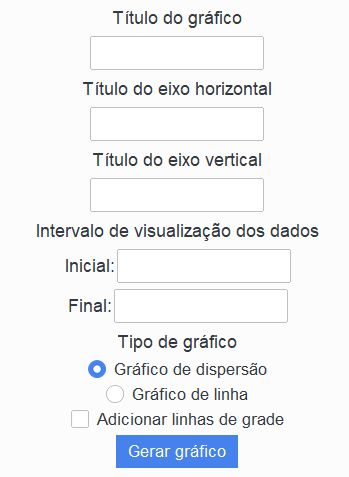 Título do gráfico
Título do eixo horizontal
Título do eixo vertical
Intervalo de visualização dos dados
Inicial:
Final:
Tipo de gráfico
Gráfico de dispersão
Gráfico de linha
Adicionar linhas de grade
Gerar gráfico